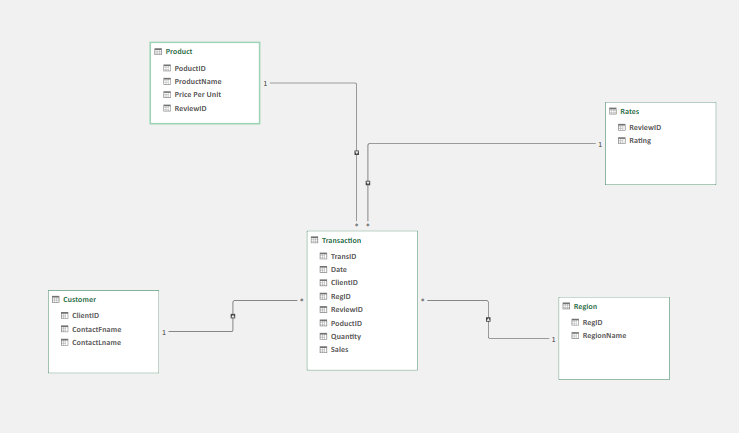 Product
PoductID
ProductName
Price Per Unit
ReviewID
1
Rates
ReviewID
Rating
1
* *
Transaction
TransID
Date
ClientID
RegID
ReviewID
PoductID
Quantity
Sales
*
*
Customer
ClientID
ContactFname
ContactLname
1
Region
RegID
RegionName
1